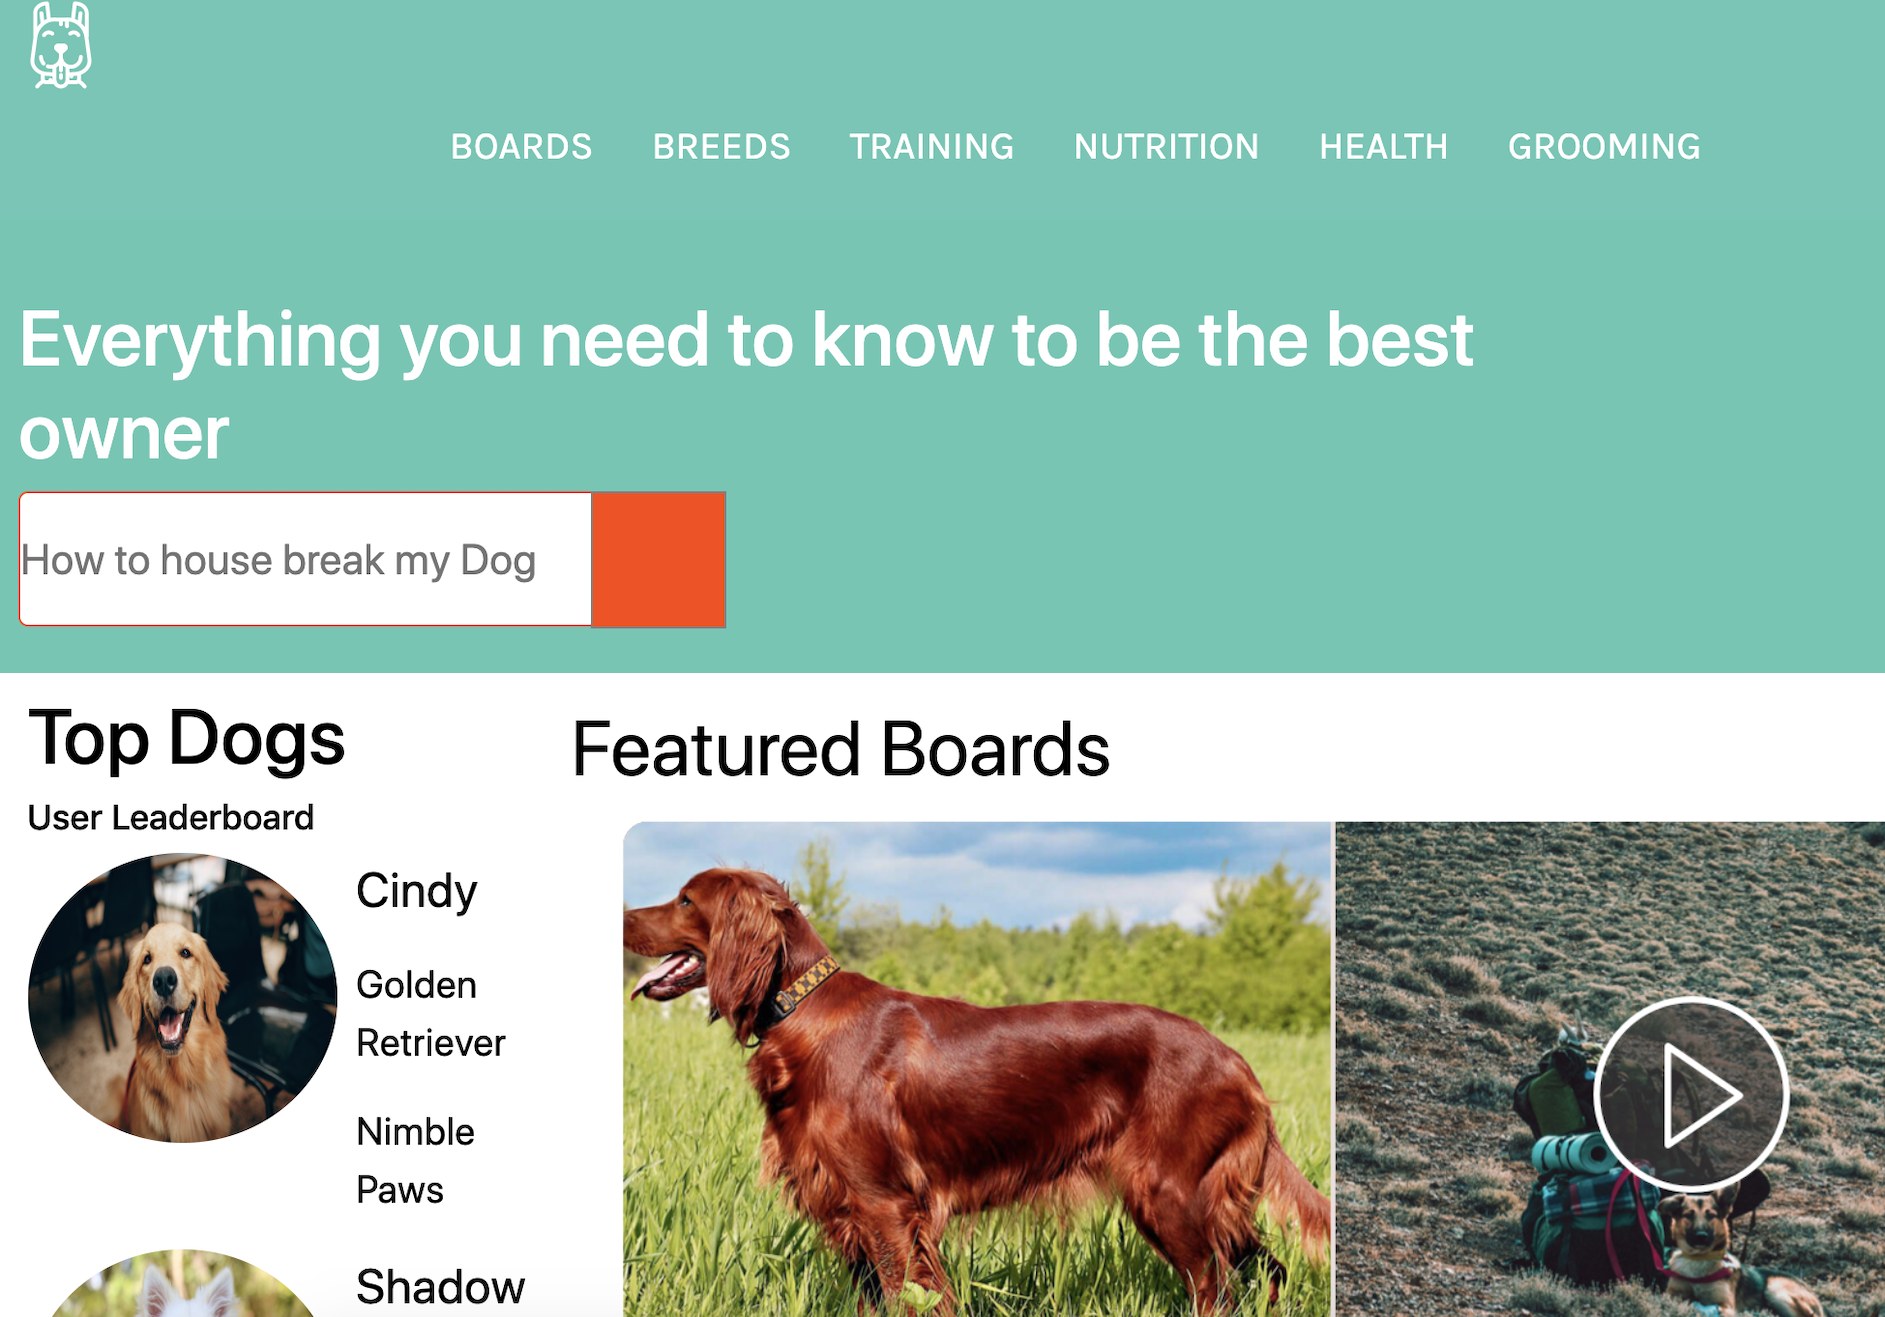 BOARDS BREEDS TRAINING NUTRITION HEALTH GROOMING
Everything you need to know to be the best
owner
How to house break my Dog
Top Dogs
User Leaderboard
Cindy
Golden
Retriever
Nimble
Paws
Shadow
Featured Boards